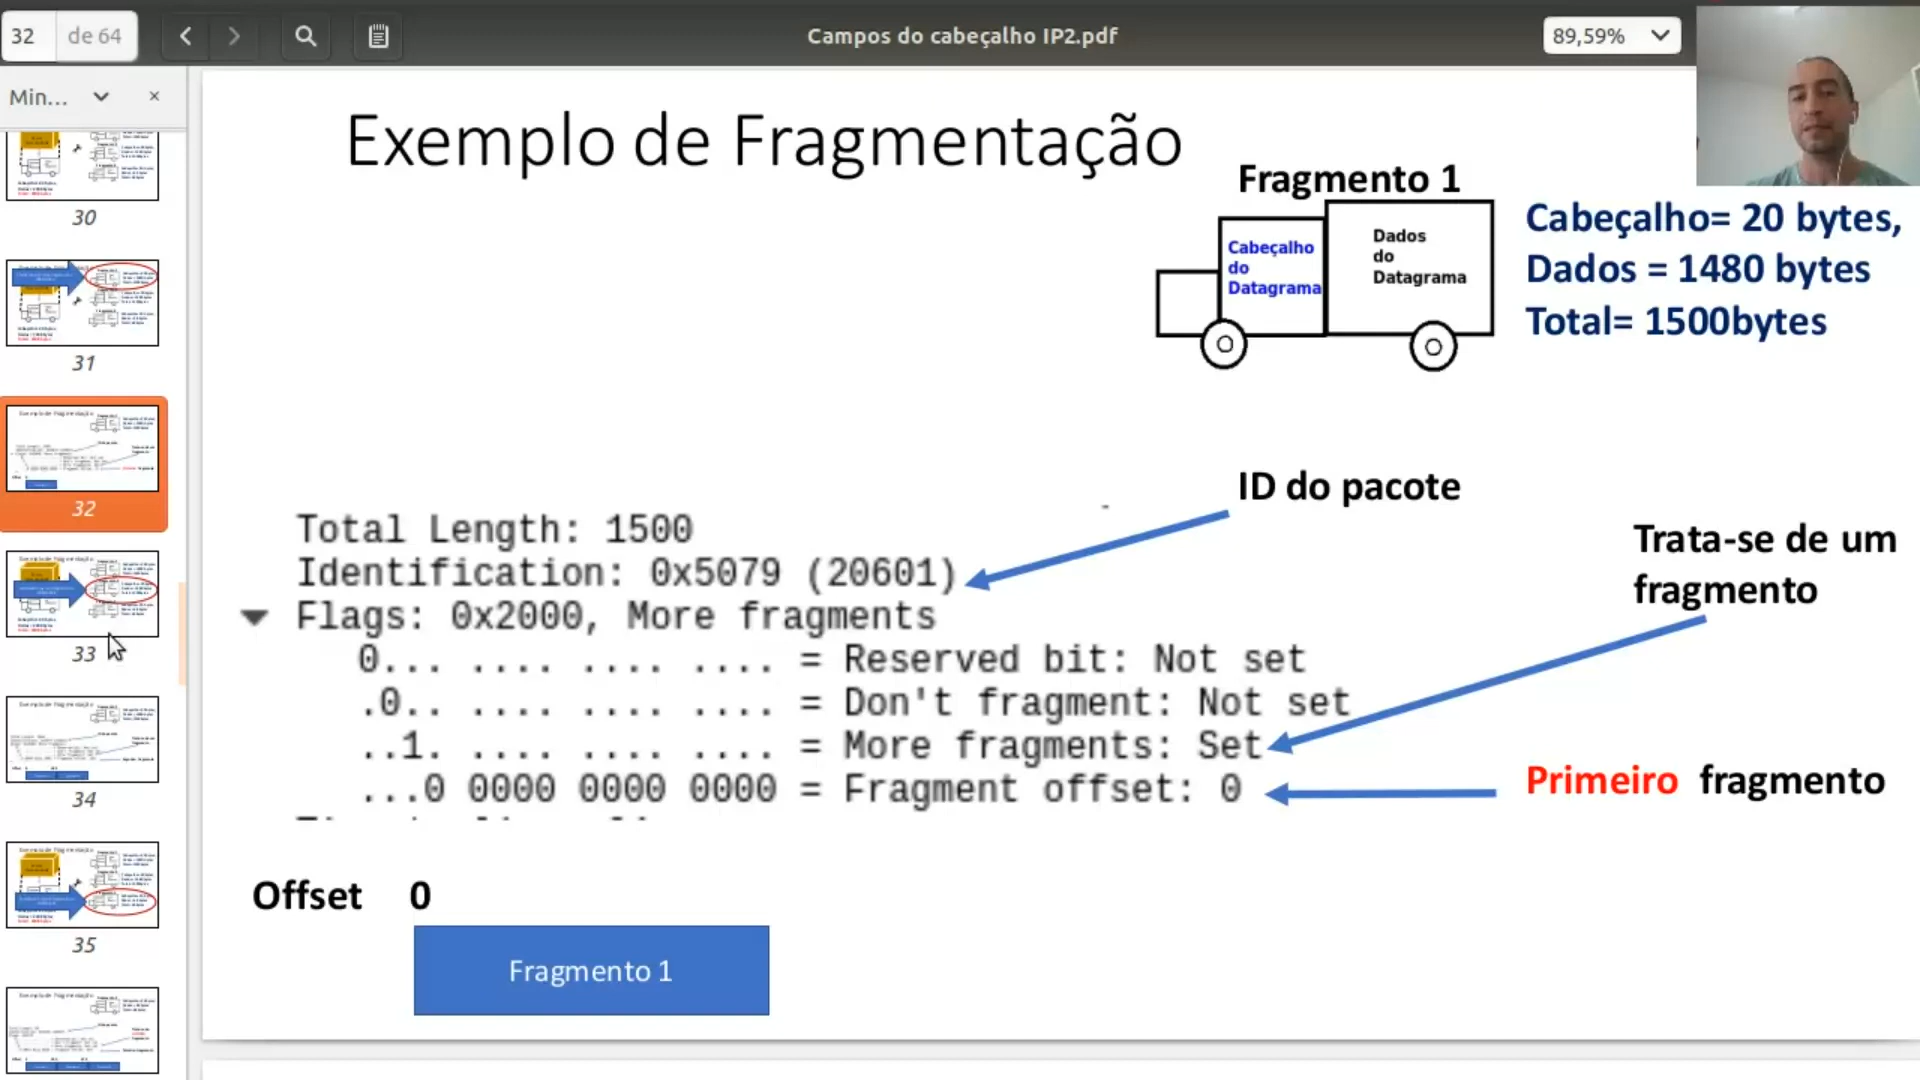 32 de 64
Campos do cabeçalho IP2.pdf
89,59%
Min...
30
31
32
33
34
35
Exemplo de Fragmentação
Fragmento 1
Cabeçalho
do
Datagrama
Dados
do
Datagrama
Cabeçalho= 20 bytes,
Dados = 1480 bytes
Total= 1500bytes
ID do pacote
Trata-se de um
fragmento
Total Length: 1500
Identification: 0x5079 (20601)
Flags: 0x2000, More fragments
0... .... .... .... = Reserved bit: Not set
.0.. .... .... .... = Don't fragment: Not set
..1. .... .... .... = More fragments: Set
...0 0000 0000 0000 = Fragment offset: 0
Primeiro fragmento
Offset 0
Fragmento 1